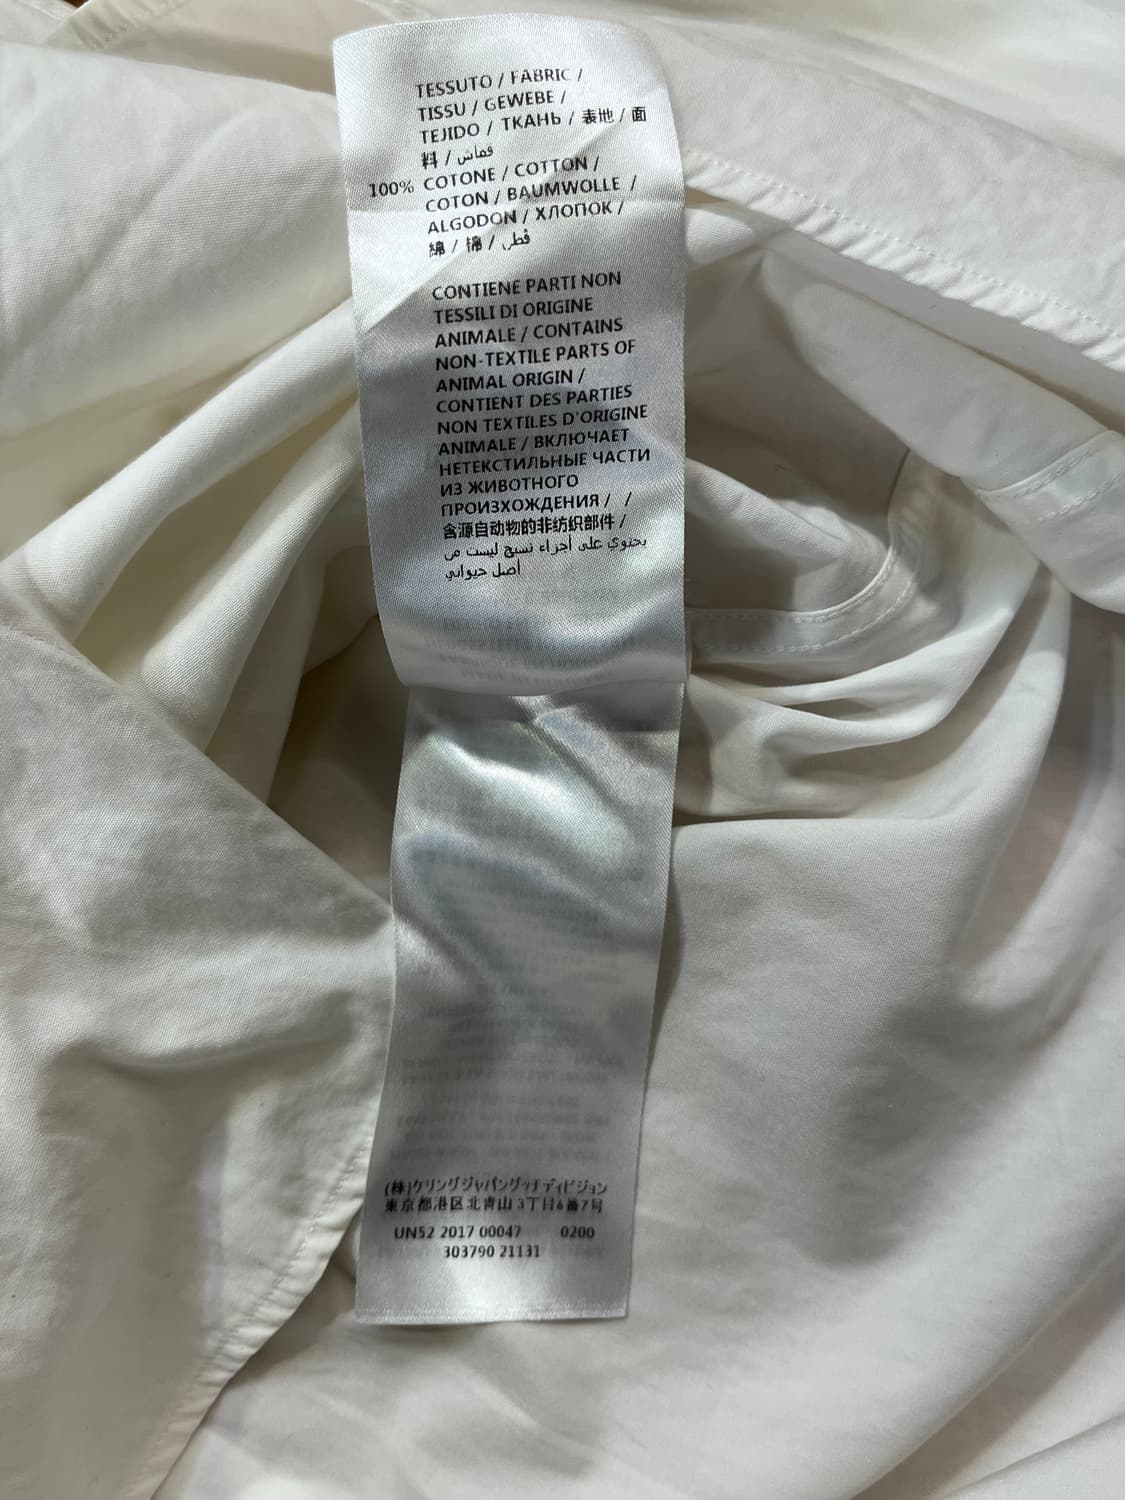 TESSUTO / FABRIC /
TISSU / GEWEBE /
TEJIDO / ТКАНЬ / 表地 / 面
料 / قماش
100% COTONE / COTTON /
COTON / BAUMWOLLE /
ALGODON / ХЛОПОК /
綿 / 棉 / قطن
CONTIENE PARTI NON
TESSILI DI ORIGINE
ANIMALE / CONTAINS
NON-TEXTILE PARTS OF
ANIMAL ORIGIN /
CONTIENT DES PARTIES
NON TEXTILES D'ORIGINE
ANIMALE / ВКЛЮЧАЕТ
НЕТЕКСТИЛЬНЫЕ ЧАСТИ
ИЗ ЖИВОТНОГО
ПРОИЗХОЖДЕНИЯ / /
含源自动物的非纺织部件 /
يحتوي على أجزاء نسيج ليست من
أصل حيواني
(株)ケリングジャパングッチディビジョン
東京都港区北青山3丁目6番7号
UN52 2017 00047 0200
303790 21131